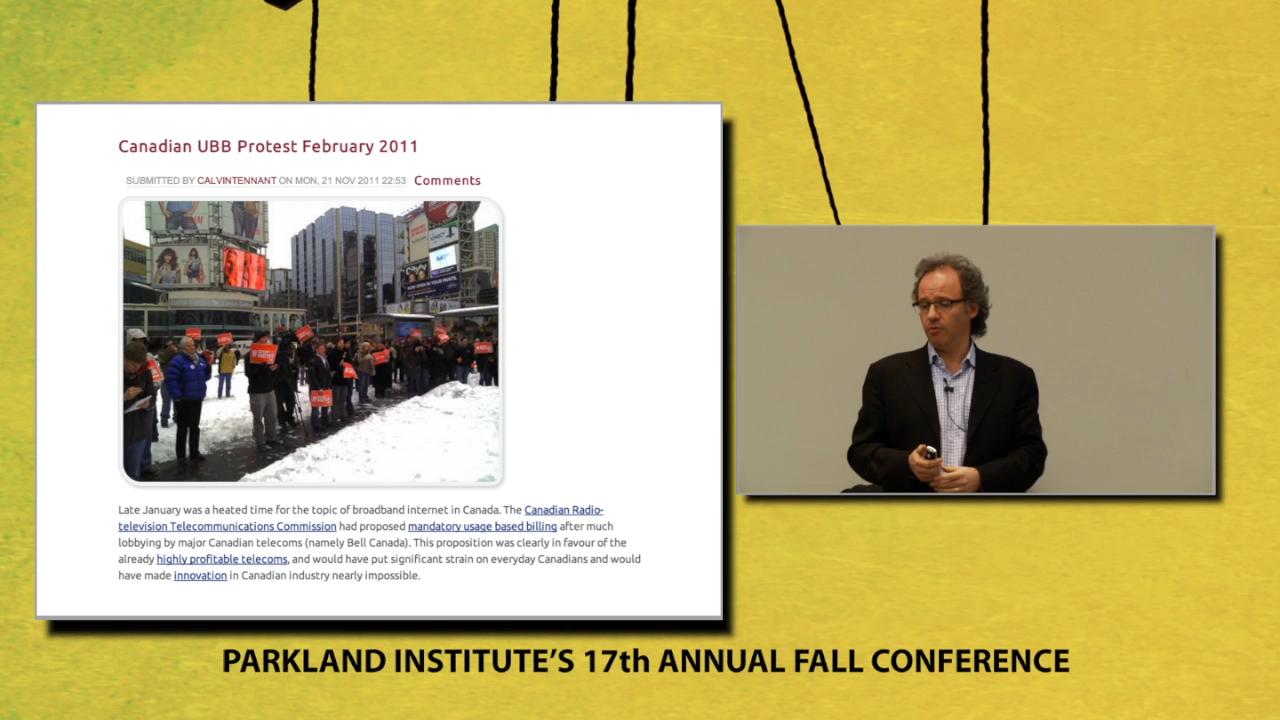 Canadian UBB Protest February 2011
SUBMITTED BY CALVINTENNANT ON MON, 21 NOV 2011 22:53 Comments
Late January was a heated time for the topic of broadband internet in Canada. The Canadian Radio-
television Telecommunications Commission had proposed mandatory usage based billing after much
lobbying by major Canadian telecoms (namely Bell Canada). This proposition was clearly in favour of the
already highly profitable telecoms, and would have put significant strain on everyday Canadians and would
have made innovation in Canadian industry nearly impossible.
PARKLAND INSTITUTE'S 17th ANNUAL FALL CONFERENCE